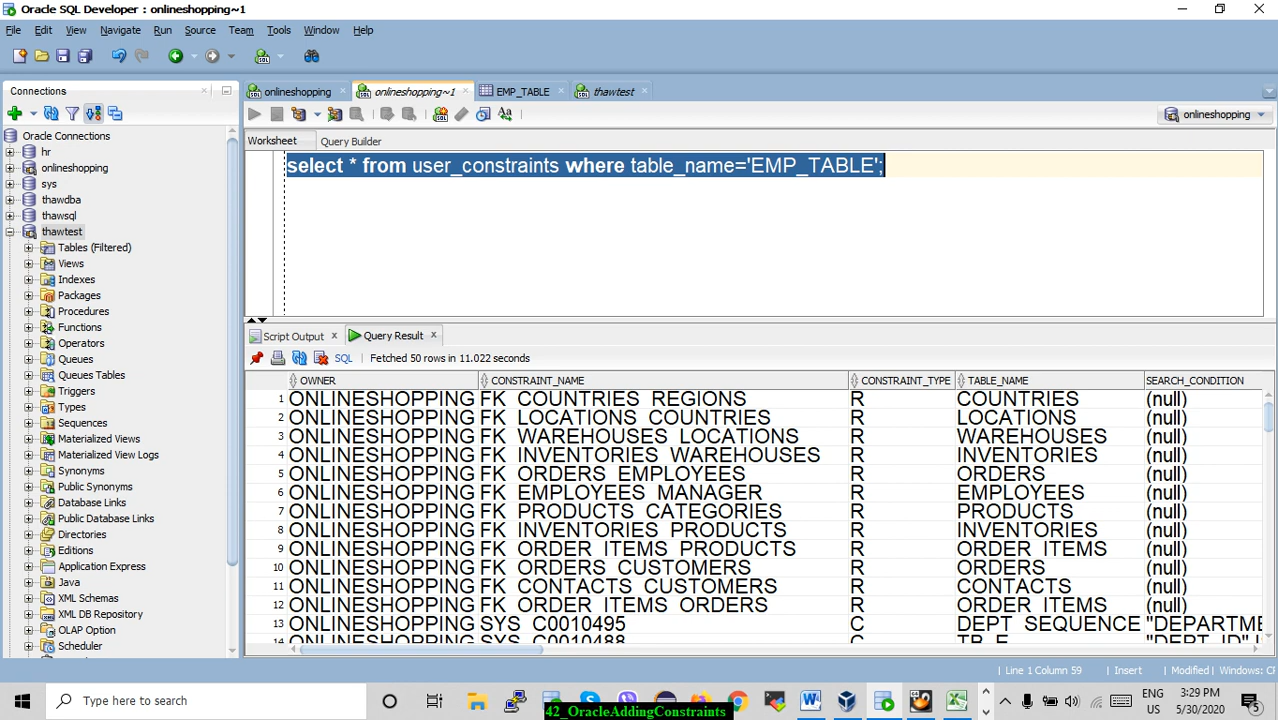 Oracle SQL Developer : onlineshopping~1
File Edit View Navigate Run Source Team Tools Window Help
Connections
onlineshopping
onlineshopping~1
EMP_TABLE
thawtest
onlineshopping
Worksheet Query Builder
Oracle Connections
hr
onlineshopping
sys
thawdba
thawsql
thawtest
Tables (Filtered)
Views
Indexes
Packages
Procedures
Functions
Operators
Queues
Queues Tables
Triggers
Types
Sequences
Materialized Views
Materialized View Logs
Synonyms
Public Synonyms
Database Links
Public Database Links
Directories
Editions
Application Express
Java
XML Schemas
XML DB Repository
OLAP Option
Scheduler
select * from user_constraints where table_name='EMP_TABLE';
Script Output Query Result
SQL Fetched 50 rows in 11.022 seconds
OWNER CONSTRAINT_NAME CONSTRAINT_TYPE TABLE_NAME SEARCH_CONDITION
1 ONLINESHOPPING FK COUNTRIES REGIONS R COUNTRIES (null)
2 ONLINESHOPPING FK LOCATIONS COUNTRIES R LOCATIONS (null)
3 ONLINESHOPPING FK WAREHOUSES LOCATIONS R WAREHOUSES (null)
4 ONLINESHOPPING FK INVENTORIES WAREHOUSES R INVENTORIES (null)
5 ONLINESHOPPING FK ORDERS EMPLOYEES R ORDERS (null)
6 ONLINESHOPPING FK EMPLOYEES MANAGER R EMPLOYEES (null)
7 ONLINESHOPPING FK PRODUCTS CATEGORIES R PRODUCTS (null)
8 ONLINESHOPPING FK INVENTORIES PRODUCTS R INVENTORIES (null)
9 ONLINESHOPPING FK ORDER ITEMS PRODUCTS R ORDER ITEMS (null)
10 ONLINESHOPPING FK ORDERS CUSTOMERS R ORDERS (null)
11 ONLINESHOPPING FK CONTACTS CUSTOMERS R CONTACTS (null)
12 ONLINESHOPPING FK ORDER ITEMS ORDERS R ORDER ITEMS (null)
13 ONLINESHOPPING SYS C0010495 C DEPT SEQUENCE "DEPARTME
14 ONLINESHOPPING SYS C0010488 C "DEPT ID"
Line 1 Column 59 Insert Modified Windows: CF
Type here to search
42_OracleAddingConstraints
ENG
US
3:29 PM
5/30/2020
5